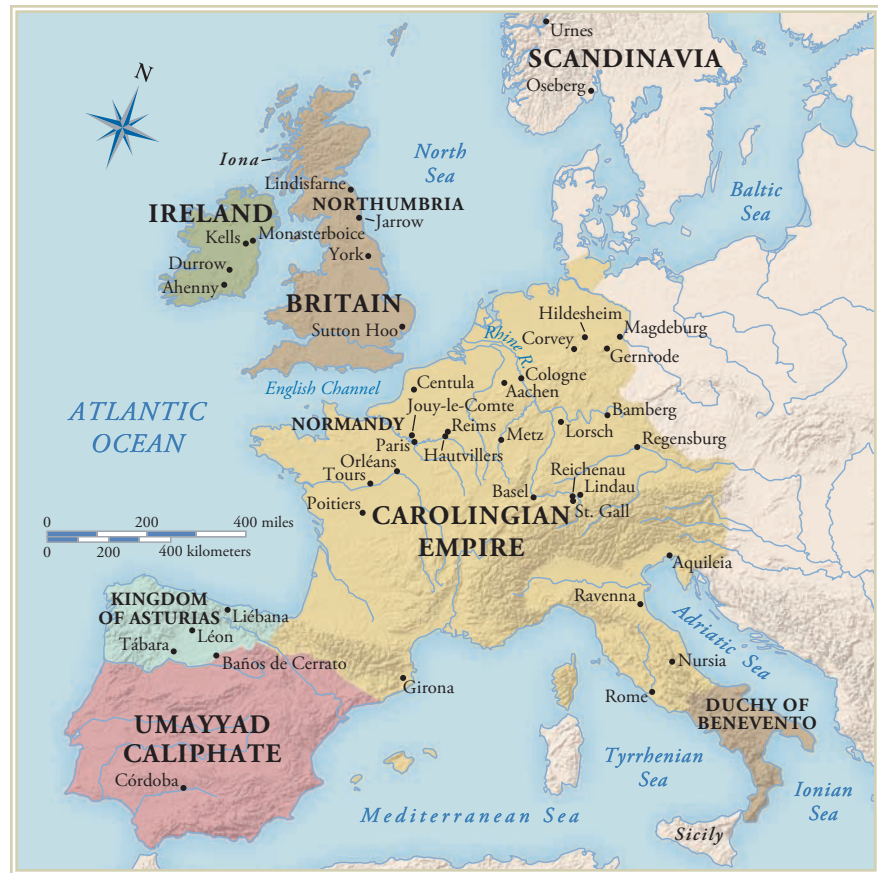 N
Urnes
SCANDINAVIA
Oseberg
Iona
North
Sea
Baltic
Sea
Lindisfarne
NORTHUMBRIA
Jarrow
IRELAND
Kells
Monasterboice
York
Durrow
Ahenny
BRITAIN
Sutton Hoo
English Channel
Rhine R.
Hildesheim
Corvey
Magdeburg
Gernrode
Cologne
Aachen
Centula
Jouy-le-Comte
NORMANDY
Paris
Reims
Hautvillers
Metz
Lorsch
Bamberg
Regensburg
ATLANTIC
OCEAN
Orléans
Tours
Poitiers
Reichenau
Basel
Lindau
St. Gall
CAROLINGIAN
EMPIRE
0 200 400 miles
0 200 400 kilometers
Aquileia
Ravenna
Adriatic Sea
Nursia
Rome
KINGDOM
OF ASTURIAS
Liébana
Léon
Tábara
Baños de Cerrato
Girona
UMAYYAD
CALIPHATE
Córdoba
DUCHY OF
BENEVENTO
Tyrrhenian
Sea
Ionian
Sea
Mediterranean Sea
Sicily